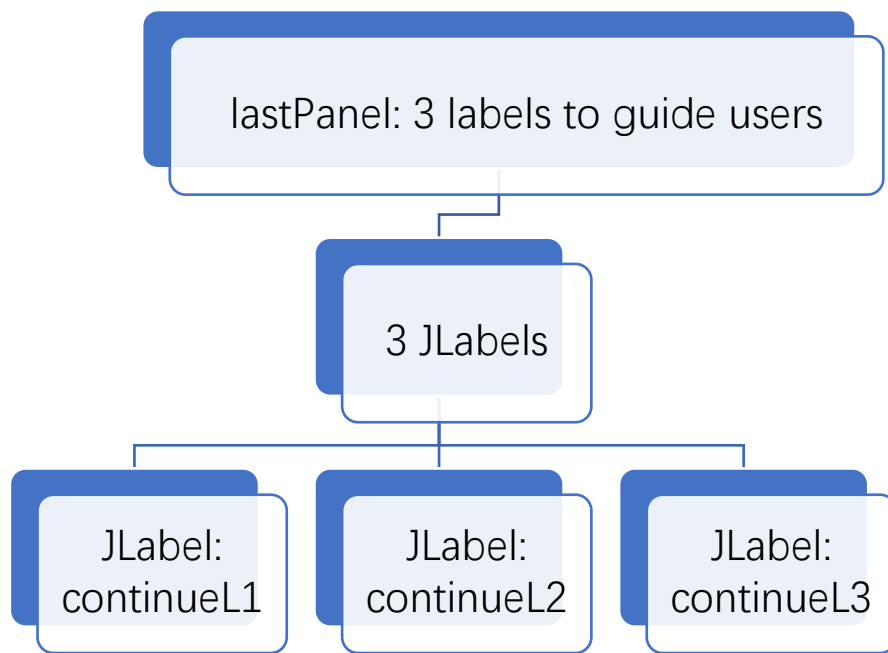 lastPanel: 3 labels to guide users
3 JLabels
JLabel:
continueL1
JLabel:
continueL2
JLabel:
continueL3